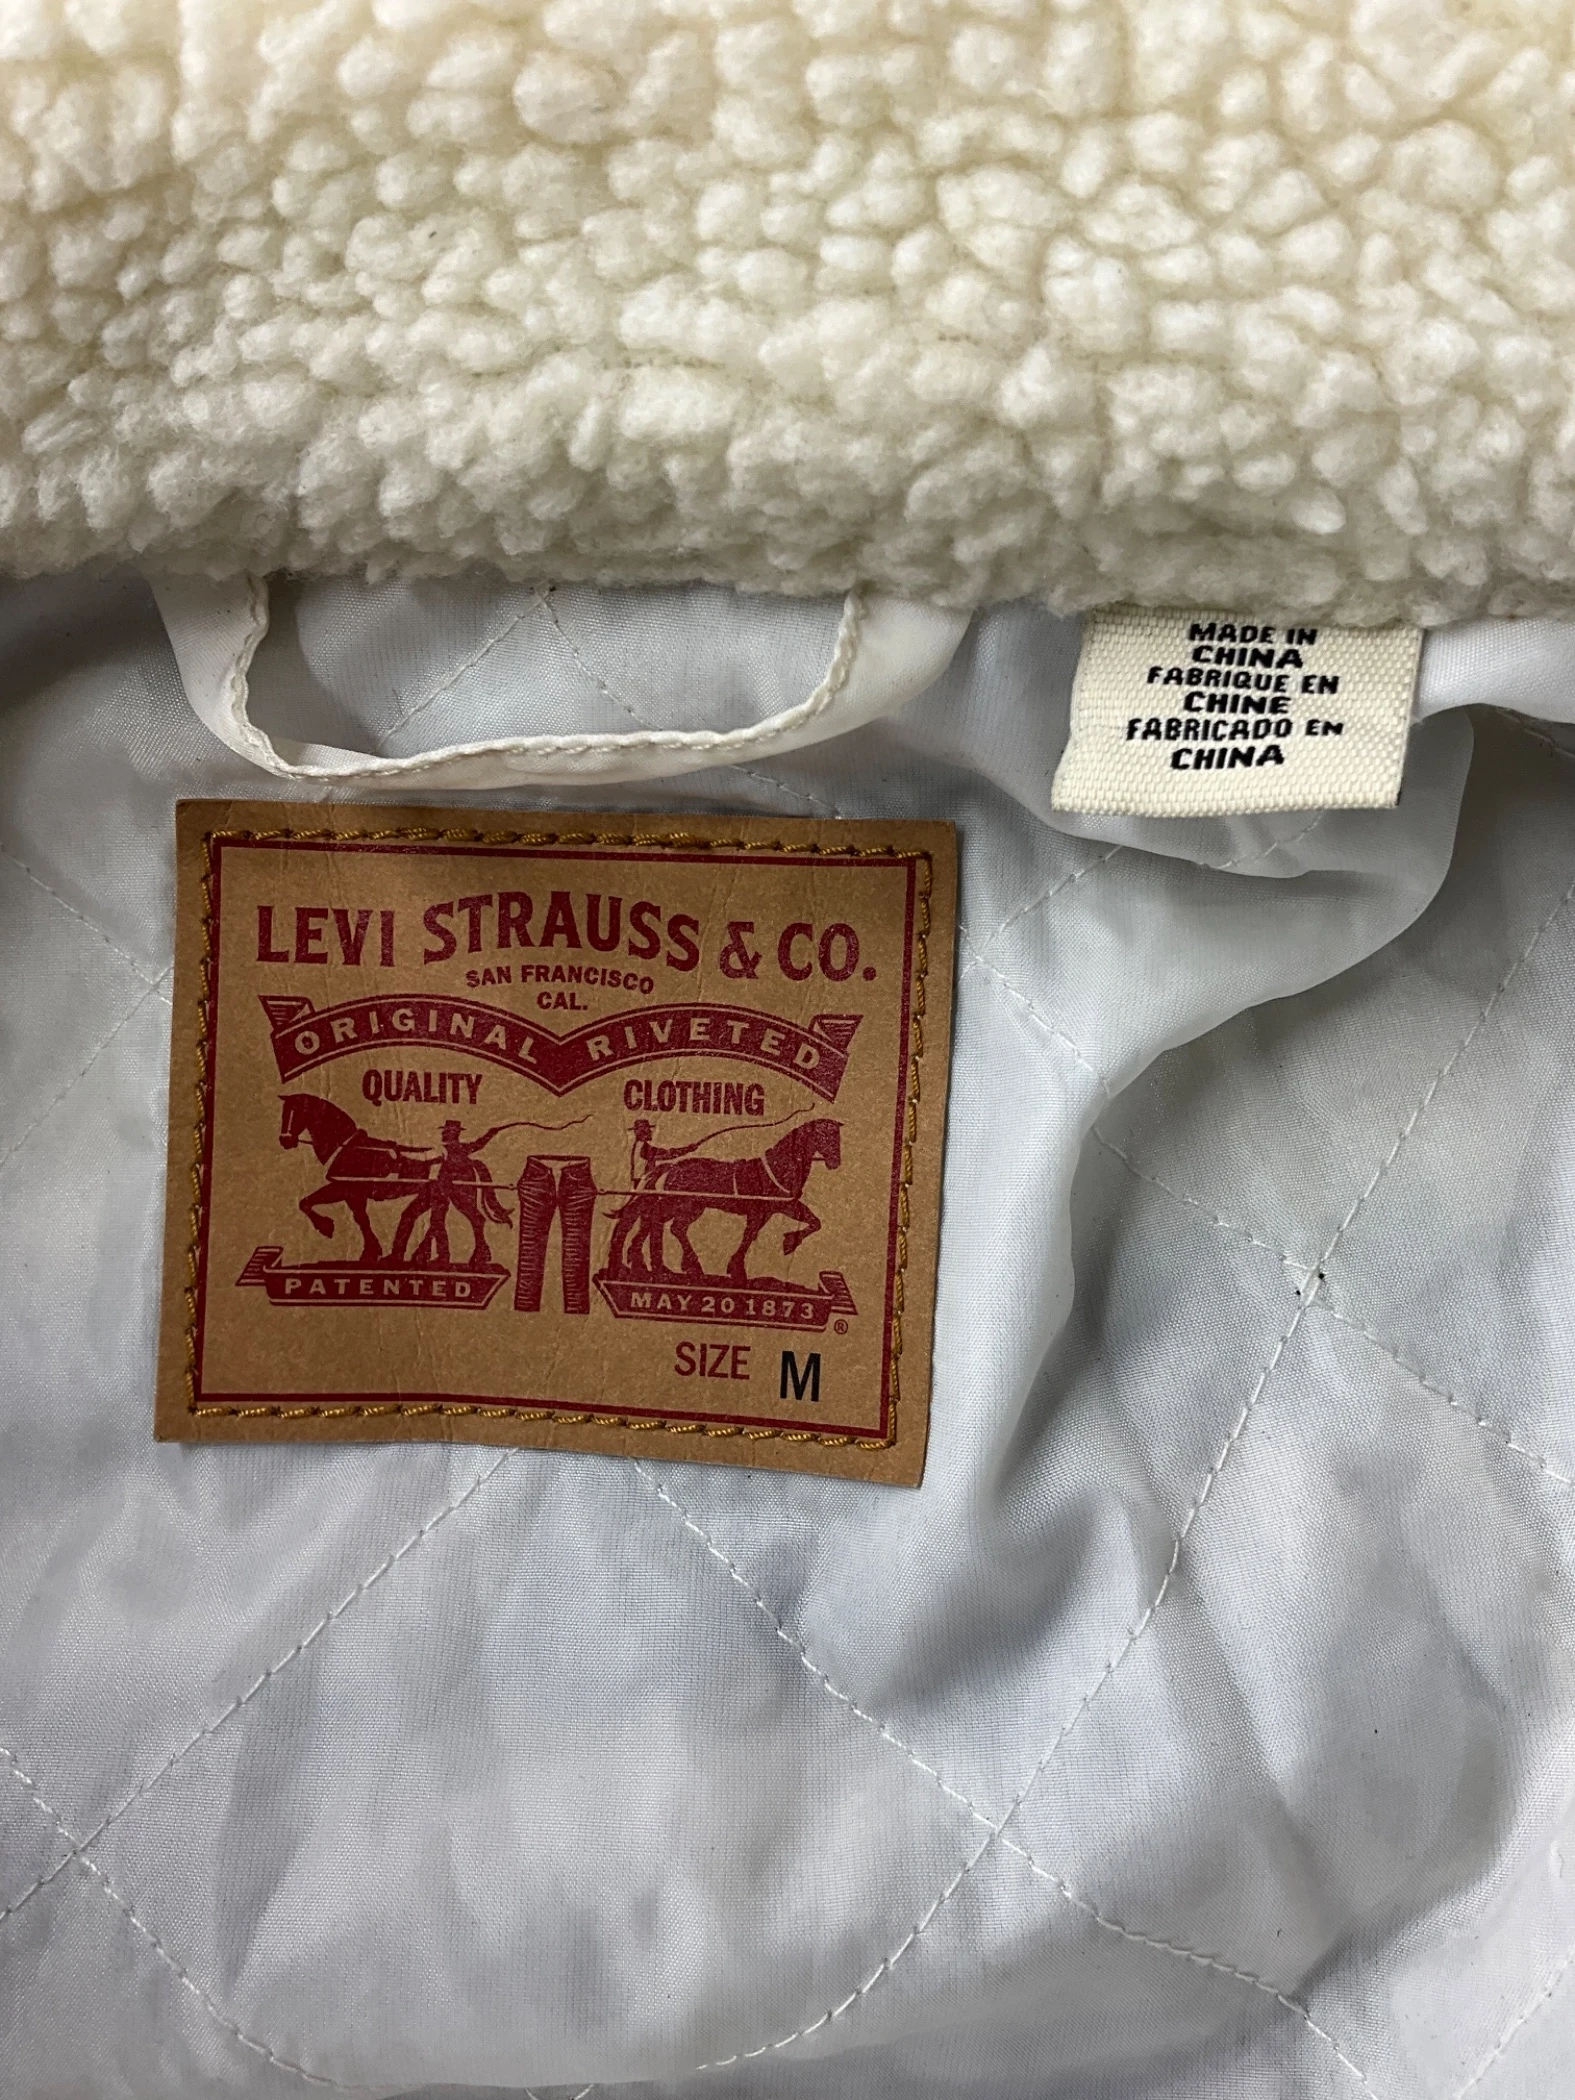 MADE IN
CHINA
FABRIQUE EN
CHINE
FABRICADO EN
CHINA
LEVI STRAUSS & CO.
SAN FRANCISCO
CAL.
ORIGINAL RIVETED
QUALITY CLOTHING
PATENTED MAY 20 1873 ®
SIZE M